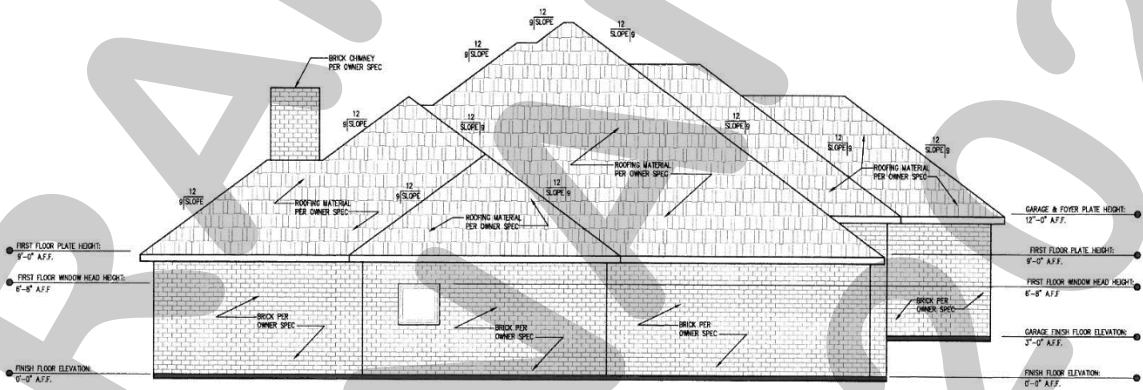 12
9 SLOPE
12
SLOPE 9
12
9 SLOPE
12
9 SLOPE
BRICK CHIMNEY
PER OWNER SPEC
12
9 SLOPE
12
SLOPE 9
12
SLOPE 9
12
SLOPE 9
12
SLOPE 9
ROOFING MATERIAL
PER OWNER SPEC
ROOFING MATERIAL
PER OWNER SPEC
12
9 SLOPE
12
9 SLOPE
12
SLOPE 9
ROOFING MATERIAL
PER OWNER SPEC
ROOFING MATERIAL
PER OWNER SPEC
GARAGE & FOYER PLATE HEIGHT:
12'-0" A.F.F.
FIRST FLOOR PLATE HEIGHT:
9'-0" A.F.F.
FIRST FLOOR PLATE HEIGHT:
9'-0" A.F.F.
FIRST FLOOR WINDOW HEAD HEIGHT:
6'-8" A.F.F
FIRST FLOOR WINDOW HEAD HEIGHT:
6'-8" A.F.F
BRICK PER
OWNER SPEC
BRICK PER
OWNER SPEC
BRICK PER
OWNER SPEC
BRICK PER
OWNER SPEC
GARAGE FINISH FLOOR ELEVATION:
3'-0" A.F.F.
FINISH FLOOR ELEVATION:
0'-0" A.F.F.
FINISH FLOOR ELEVATION:
0'-0" A.F.F.